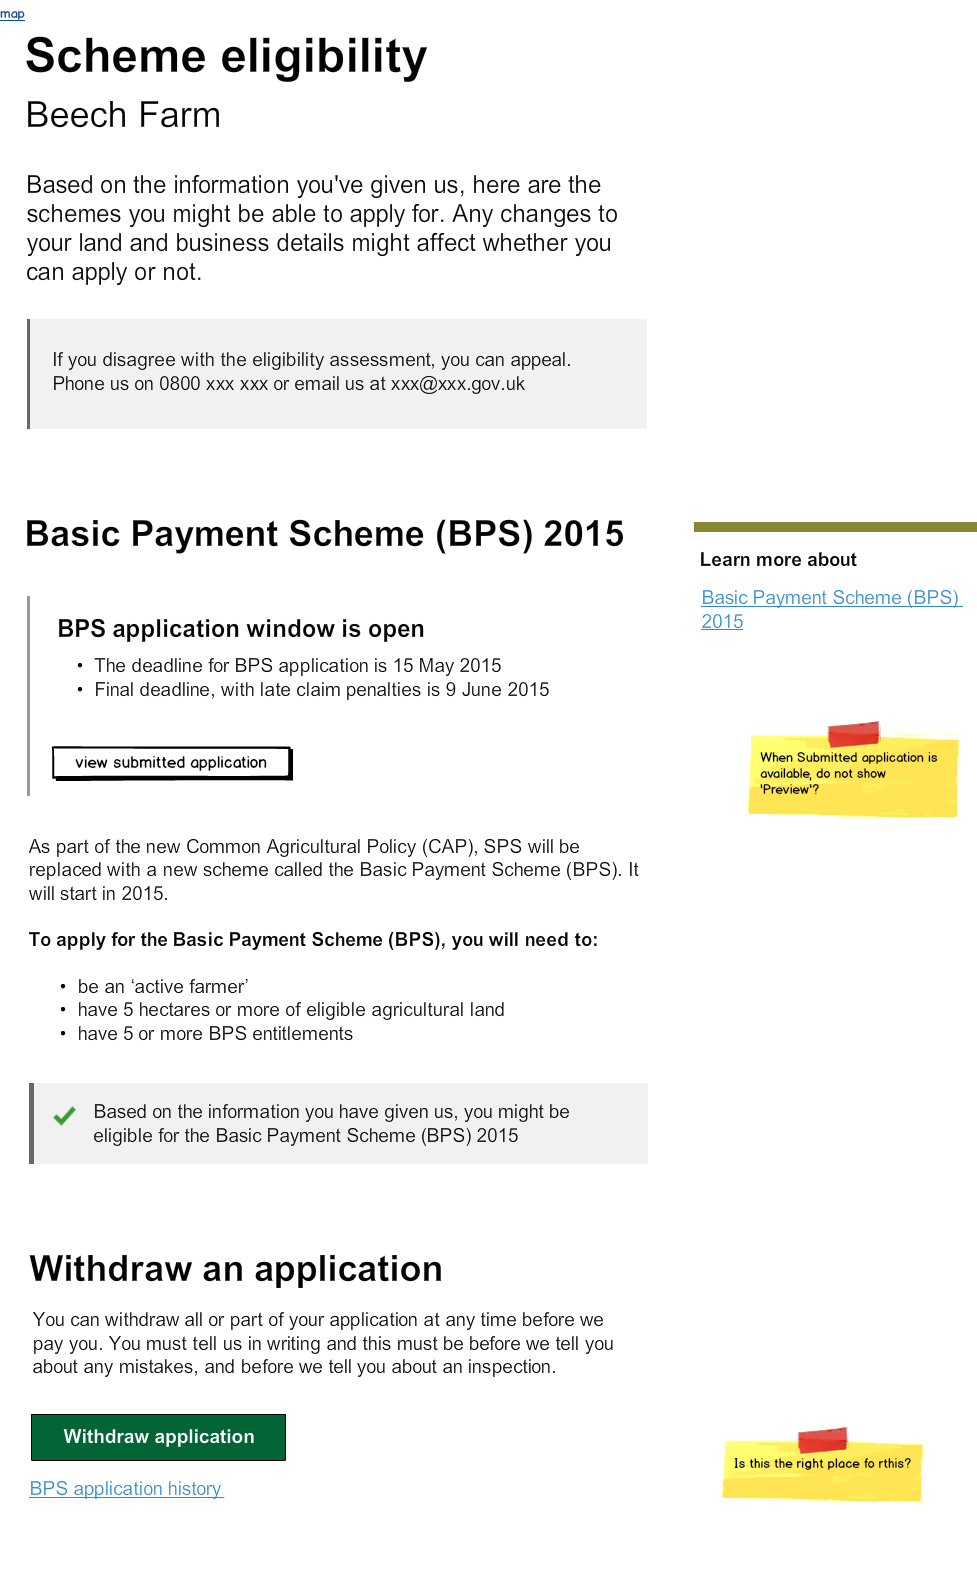 map
Scheme eligibility
Beech Farm
Based on the information you've given us, here are the
schemes you might be able to apply for. Any changes to
your land and business details might affect whether you
can apply or not.
If you disagree with the eligibility assessment, you can appeal.
Phone us on 0800 xxx xxx or email us at xxx@xxx.gov.uk
Basic Payment Scheme (BPS) 2015
BPS application window is open
• The deadline for BPS application is 15 May 2015
• Final deadline, with late claim penalties is 9 June 2015
view submitted application
Learn more about
Basic Payment Scheme (BPS)
2015
When Submitted application is
available, do not show
'Preview'?
As part of the new Common Agricultural Policy (CAP), SPS will be
replaced with a new scheme called the Basic Payment Scheme (BPS). It
will start in 2015.
To apply for the Basic Payment Scheme (BPS), you will need to:
• be an ‘active farmer’
• have 5 hectares or more of eligible agricultural land
• have 5 or more BPS entitlements
Based on the information you have given us, you might be
eligible for the Basic Payment Scheme (BPS) 2015
Withdraw an application
You can withdraw all or part of your application at any time before we
pay you. You must tell us in writing and this must be before we tell you
about any mistakes, and before we tell you about an inspection.
Withdraw application
BPS application history
Is this the right place fo rthis?